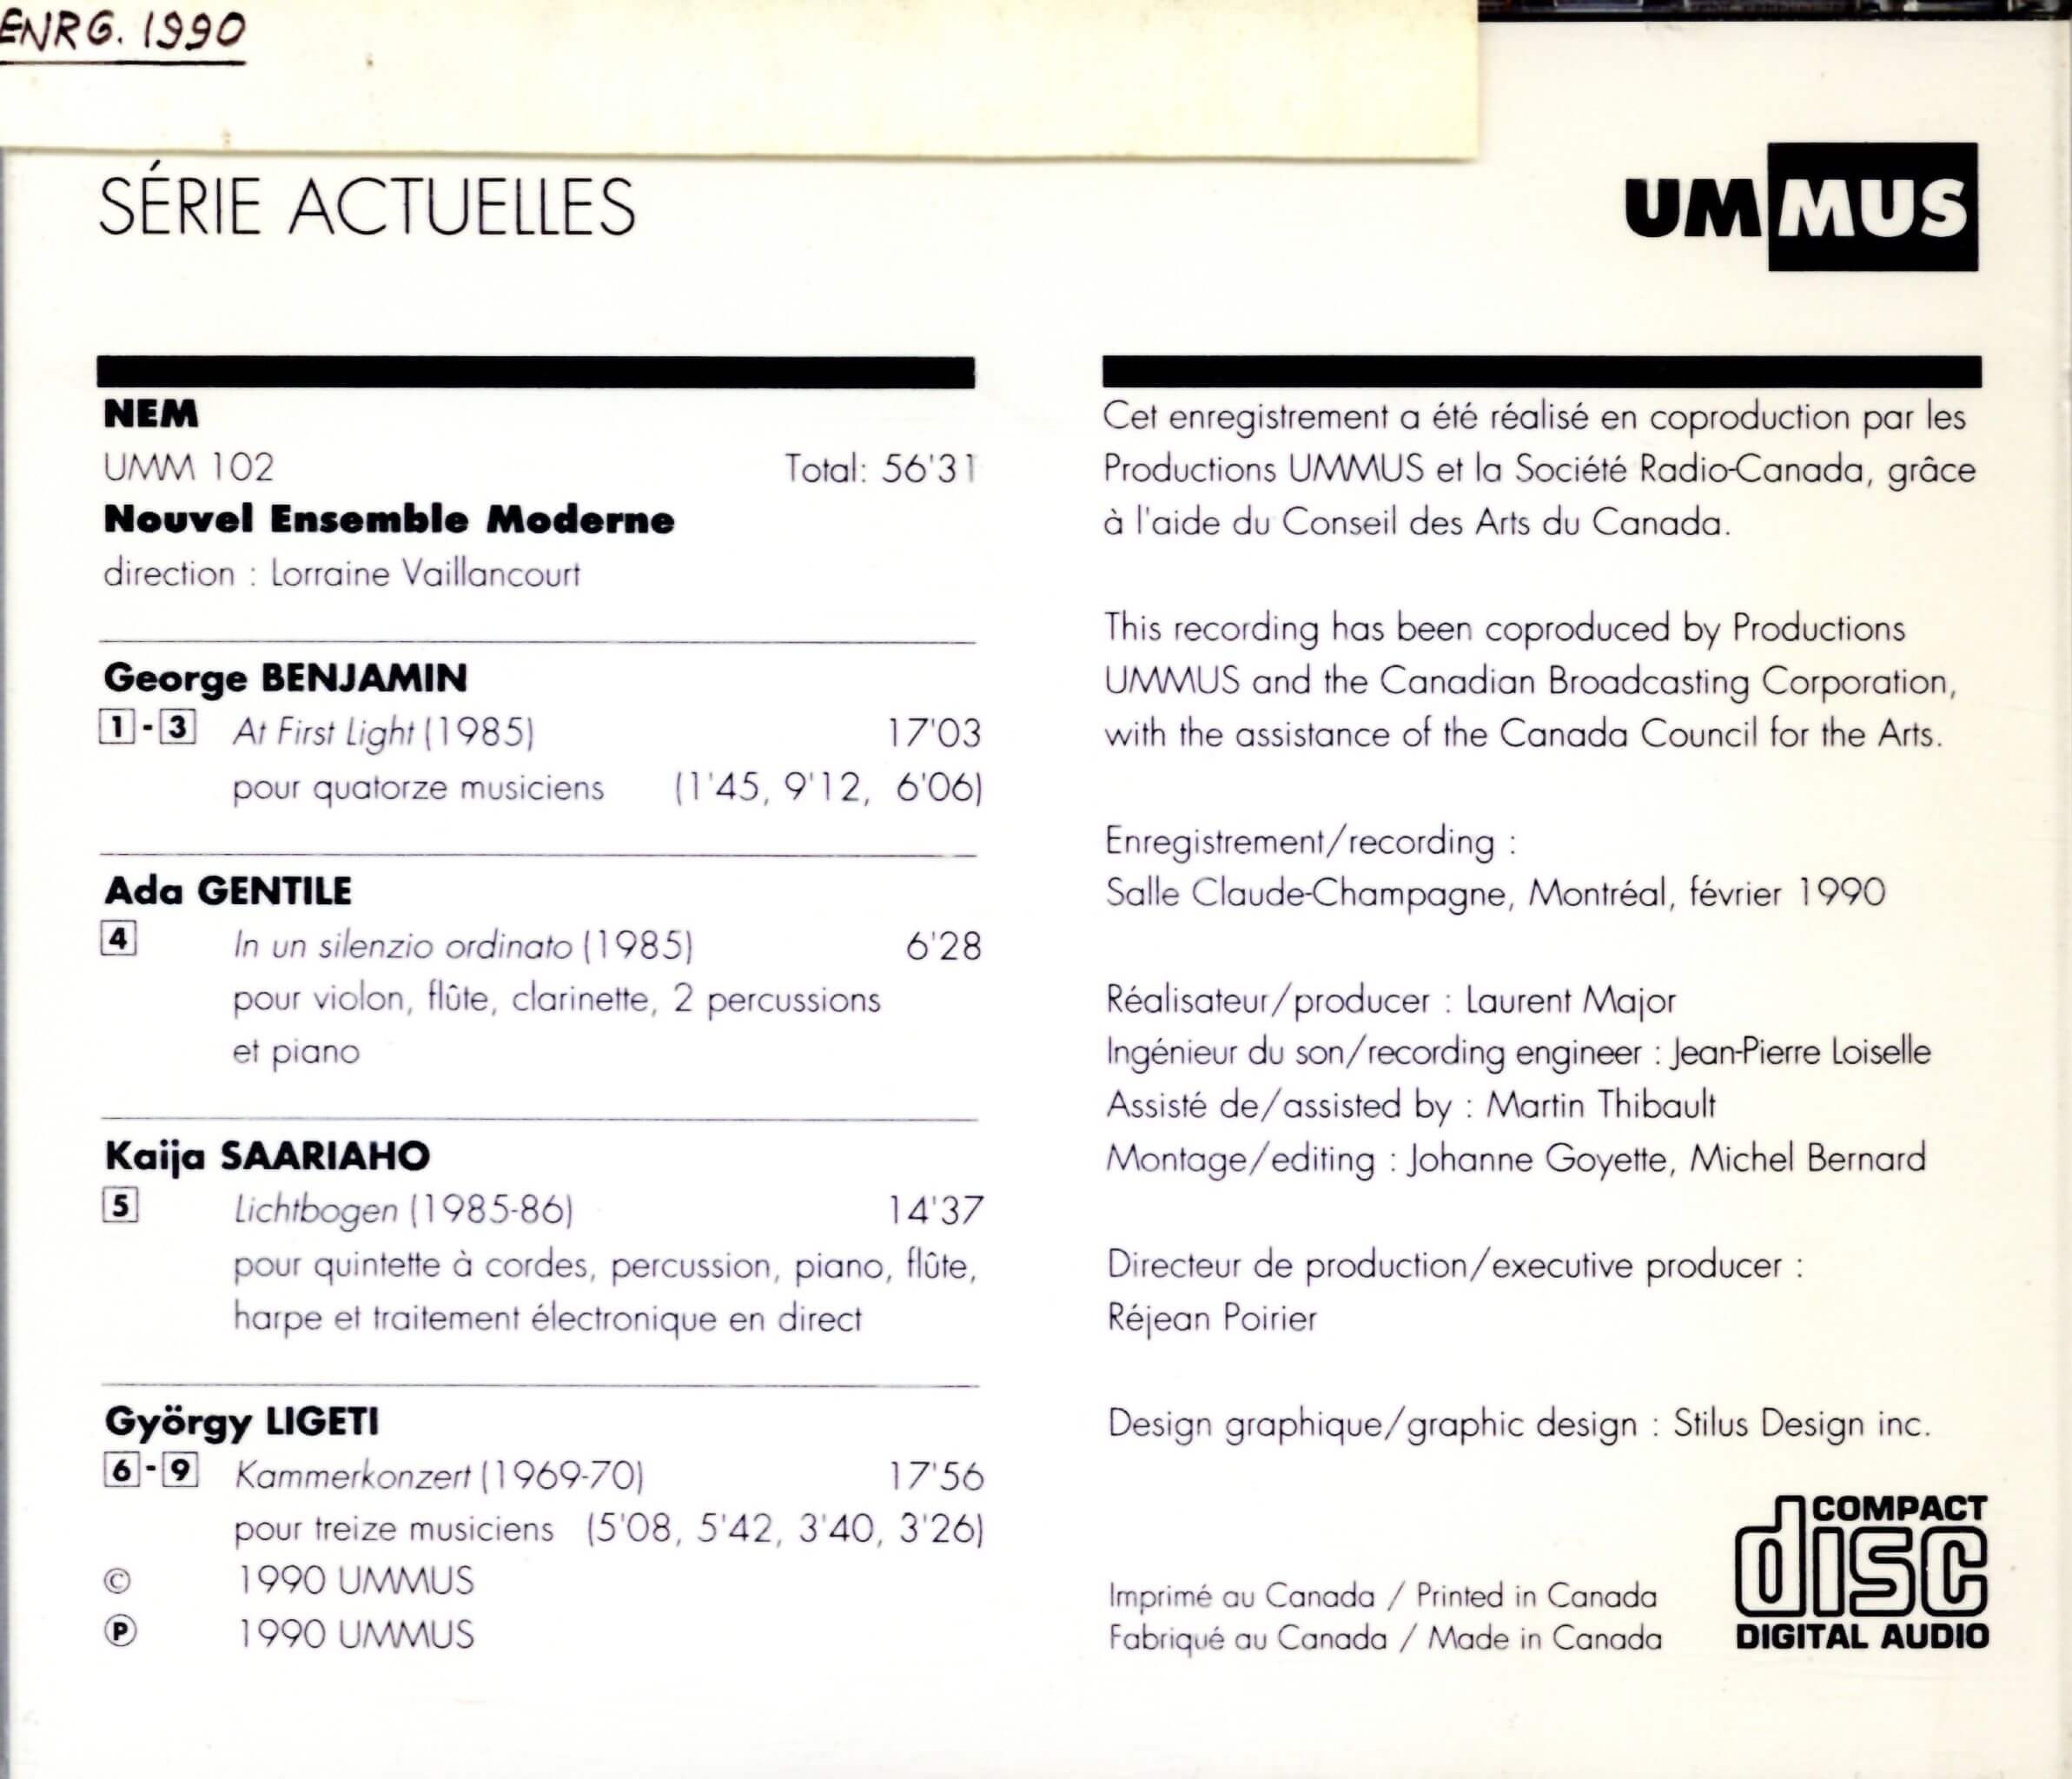 ENRG. 1990
SÉRIE ACTUELLES
UMMUS
NEM
UMM 102 Total: 56'31
Nouvel Ensemble Moderne
direction : Lorraine Vaillancourt
George BENJAMIN
1-3 At First Light (1985) 17'03
pour quatorze musiciens (1'45, 9'12, 6'06)
Ada GENTILE
4 In un silenzio ordinato (1985) 6'28
pour violon, flûte, clarinette, 2 percussions
et piano
Kaija SAARIAHO
5 Lichtbogen (1985-86) 14'37
pour quintette à cordes, percussion, piano, flûte,
harpe et traitement électronique en direct
György LIGETI
6-9 Kammerkonzert (1969-70) 17'56
pour treize musiciens (5'08, 5'42, 3'40, 3'26)
© 1990 UMMUS
Ⓟ 1990 UMMUS
Cet enregistrement a été réalisé en coproduction par les
Productions UMMUS et la Société Radio-Canada, grâce
à l'aide du Conseil des Arts du Canada.
This recording has been coproduced by Productions
UMMUS and the Canadian Broadcasting Corporation,
with the assistance of the Canada Council for the Arts.
Enregistrement/recording :
Salle Claude-Champagne, Montréal, février 1990
Réalisateur/producer : Laurent Major
Ingénieur du son/recording engineer : Jean-Pierre Loiselle
Assisté de/assisted by : Martin Thibault
Montage/editing : Johanne Goyette, Michel Bernard
Directeur de production/executive producer :
Réjean Poirier
Design graphique/graphic design : Stilus Design inc.
Imprimé au Canada / Printed in Canada
Fabriqué au Canada / Made in Canada
COMPACT
disc
DIGITAL AUDIO